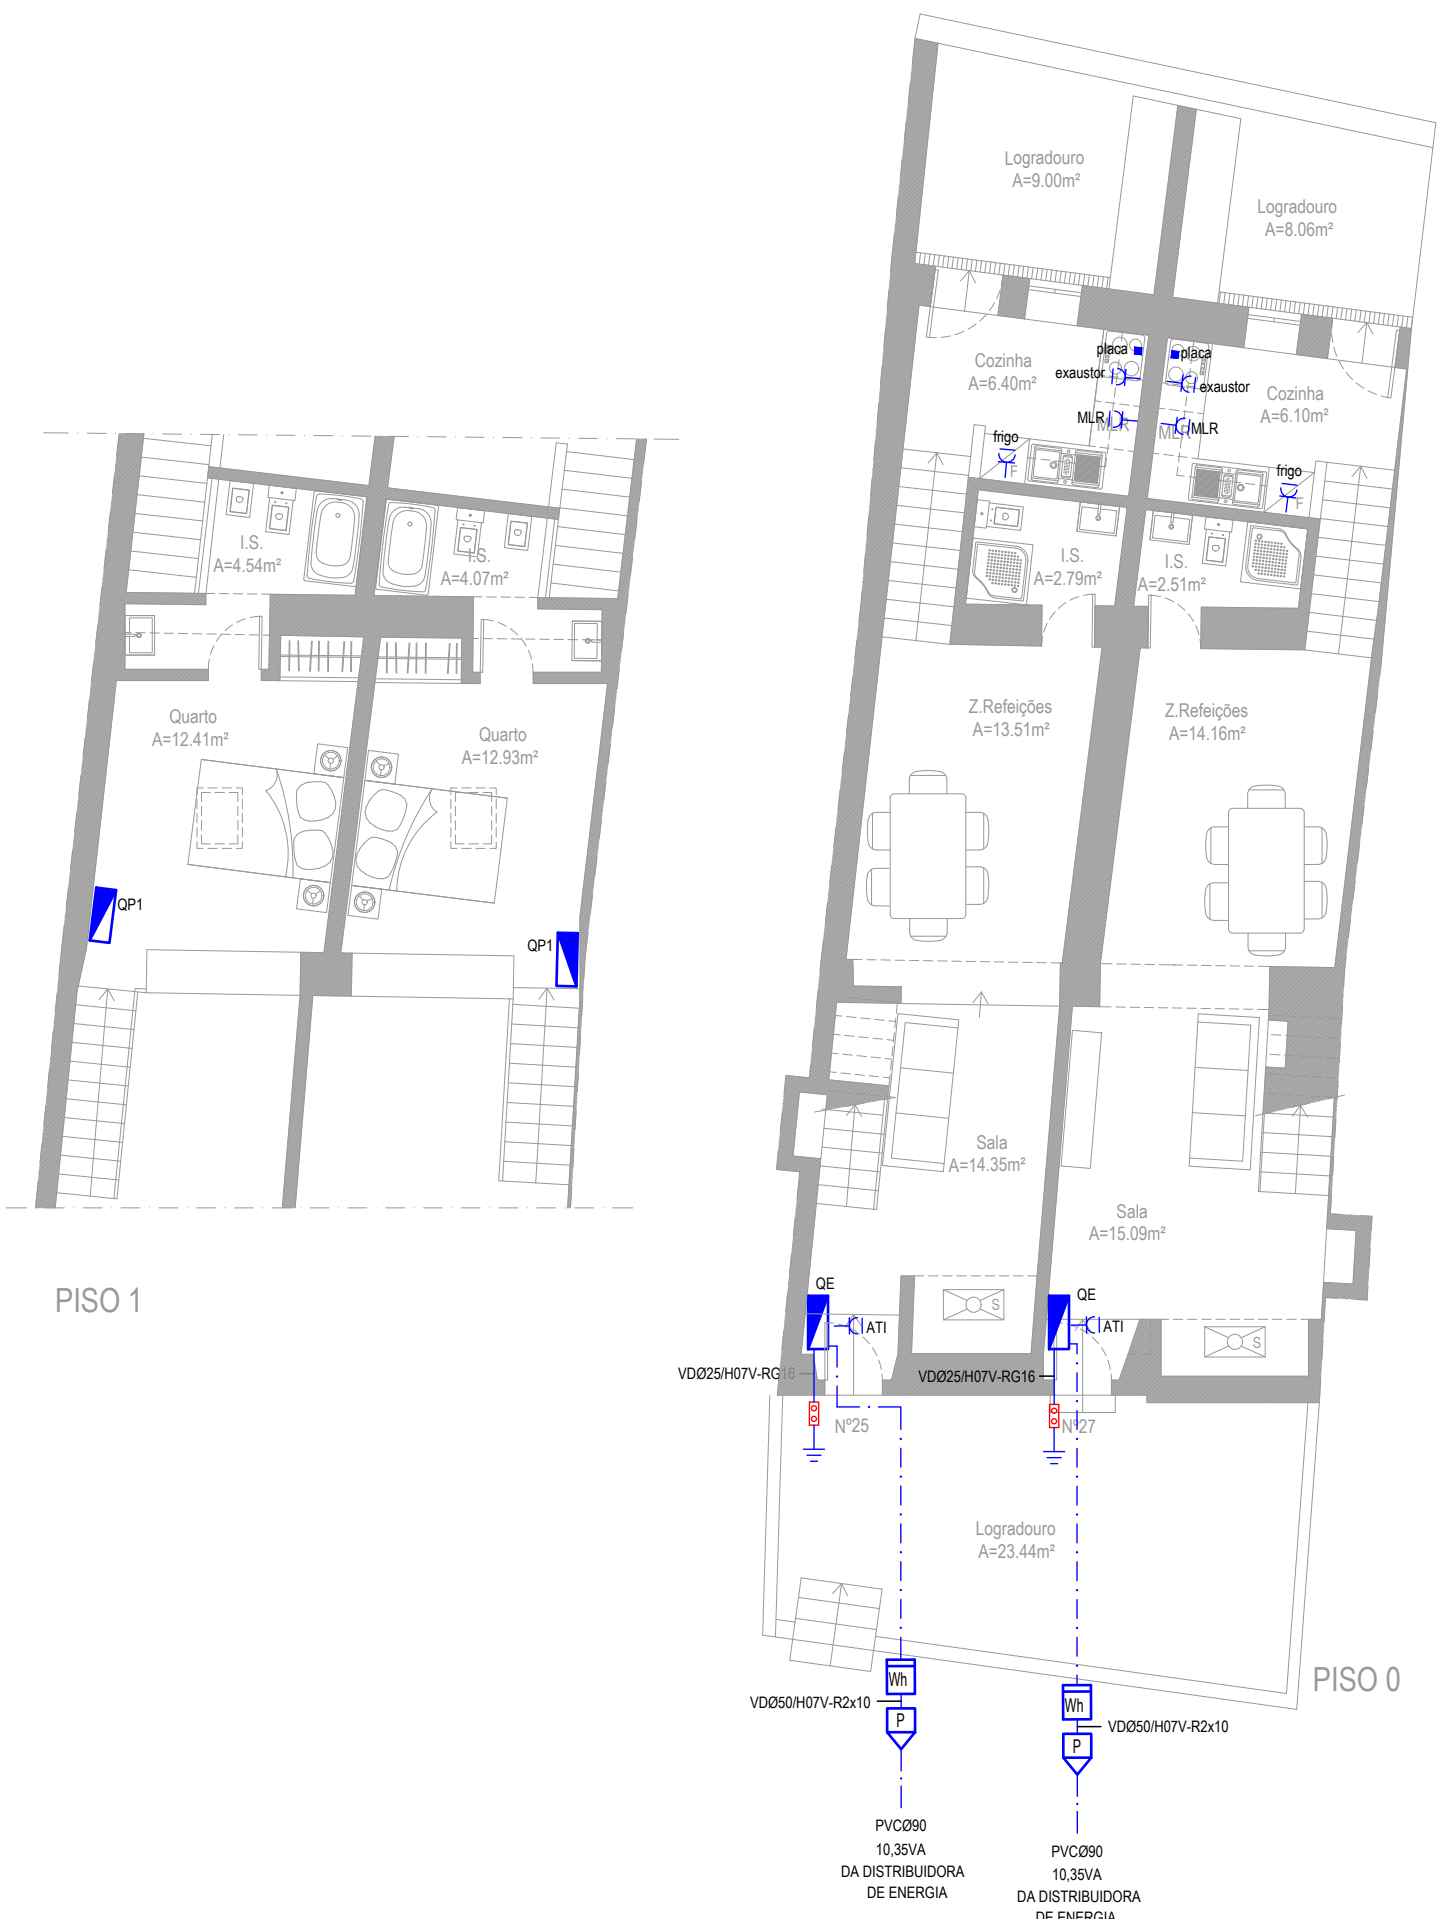 Logradouro
A=9.00m²
Logradouro
A=8.06m²
placa
placa
exaustor
exaustor
Cozinha
A=6.40m²
Cozinha
A=6.10m²
MLR
MLR
MLR
MLR
frigo
F
frigo
F
I.S.
A=2.79m²
I.S.
A=2.51m²
Z.Refeições
A=13.51m²
Z.Refeições
A=14.16m²
Sala
A=14.35m²
Sala
A=15.09m²
QE
ATI
S
QE
ATI
S
VDØ25/H07V-RG16
VDØ25/H07V-RG16
Nº25
Nº27
Logradouro
A=23.44m²
PISO 0
Wh
VDØ50/H07V-R2x10
P
Wh
VDØ50/H07V-R2x10
P
PVCØ90
10,35VA
DA DISTRIBUIDORA
DE ENERGIA
PVCØ90
10,35VA
DA DISTRIBUIDORA
DE ENERGIA
I.S.
A=4.54m²
I.S.
A=4.07m²
Quarto
A=12.41m²
Quarto
A=12.93m²
QP1
QP1
PISO 1